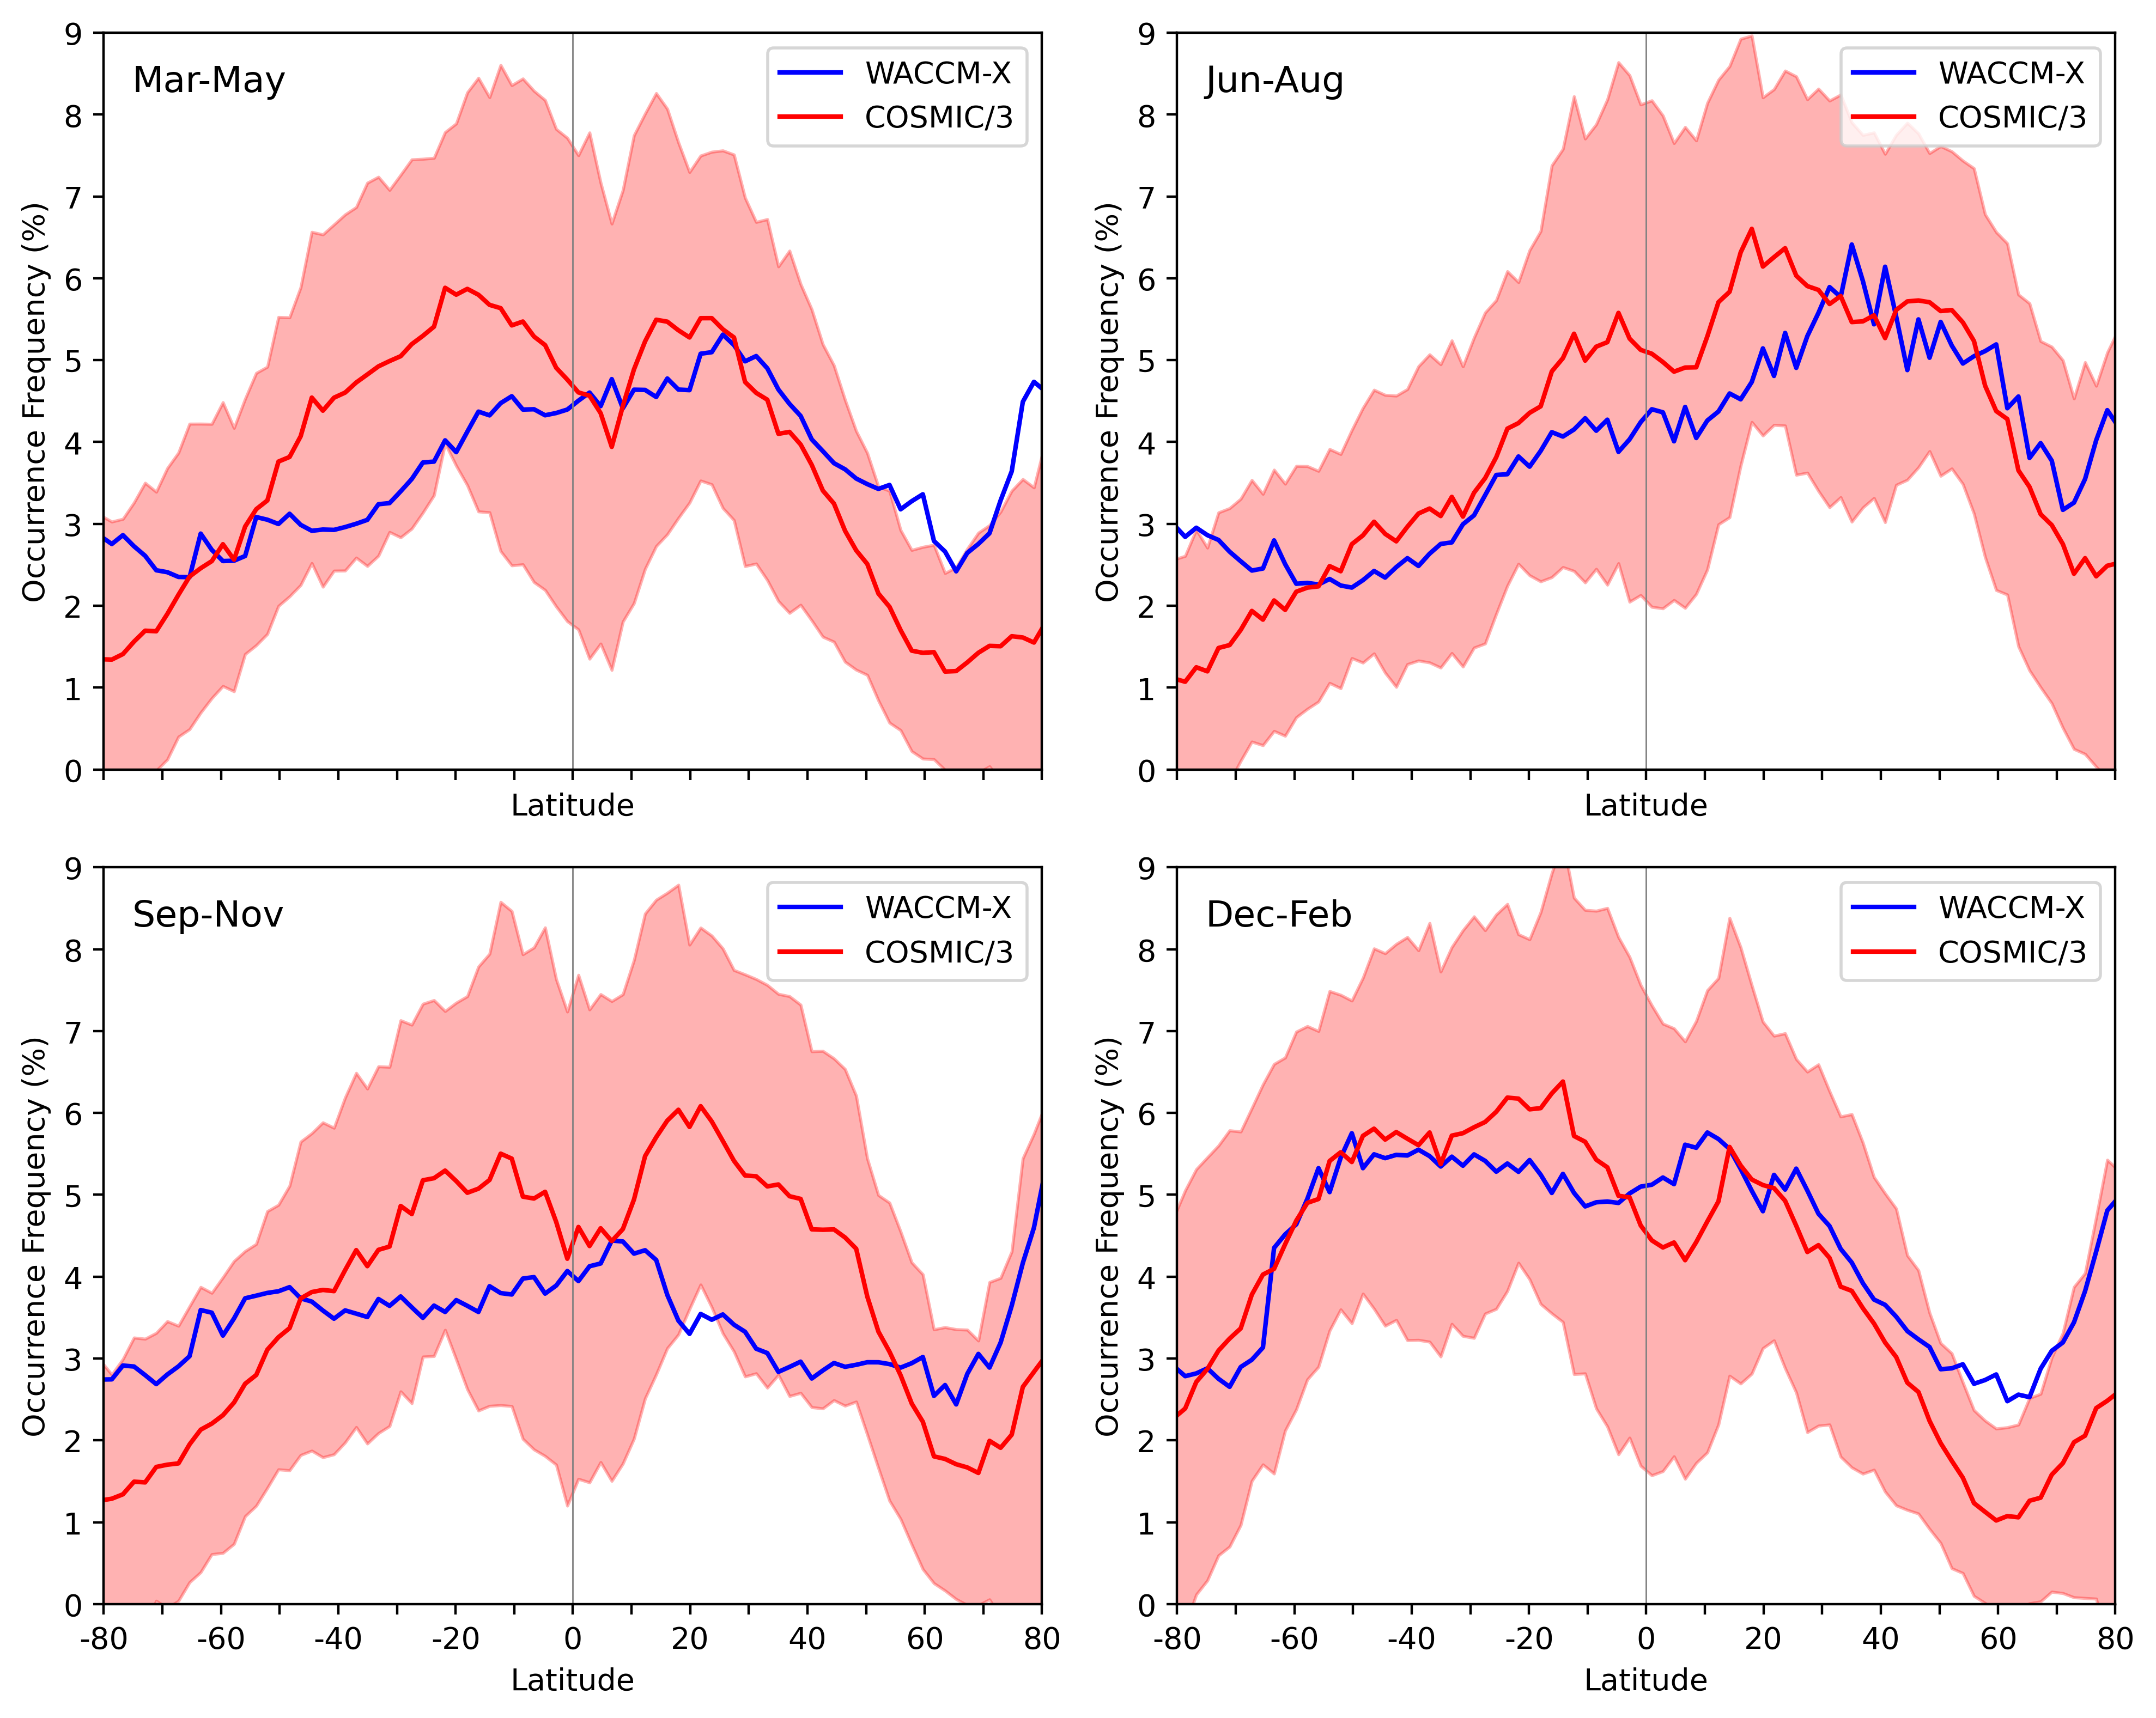 Mar-May
WACCM-X
COSMIC/3
Occurrence Frequency (%)
9
8
7
6
5
4
3
2
1
0
Latitude
Jun-Aug
WACCM-X
COSMIC/3
Occurrence Frequency (%)
9
8
7
6
5
4
3
2
1
0
Latitude
Sep-Nov
WACCM-X
COSMIC/3
Occurrence Frequency (%)
9
8
7
6
5
4
3
2
1
0
-80 -60 -40 -20 0 20 40 60 80
Latitude
Dec-Feb
WACCM-X
COSMIC/3
Occurrence Frequency (%)
9
8
7
6
5
4
3
2
1
0
-80 -60 -40 -20 0 20 40 60 80
Latitude